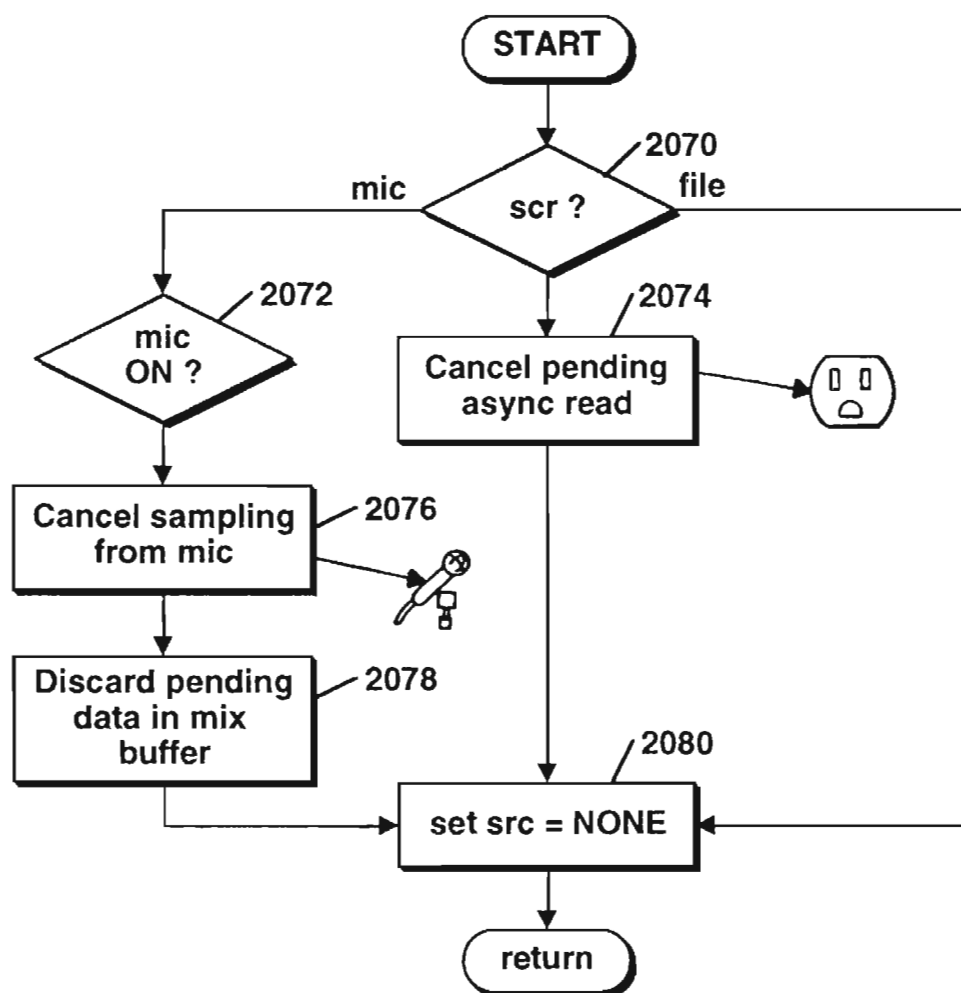 START
2070
mic
file
scr ?
2072
2074
mic
ON ?
Cancel pending
async read
Cancel sampling
from mic
2076
Discard pending
data in mix
buffer
2078
2080
set src = NONE
return